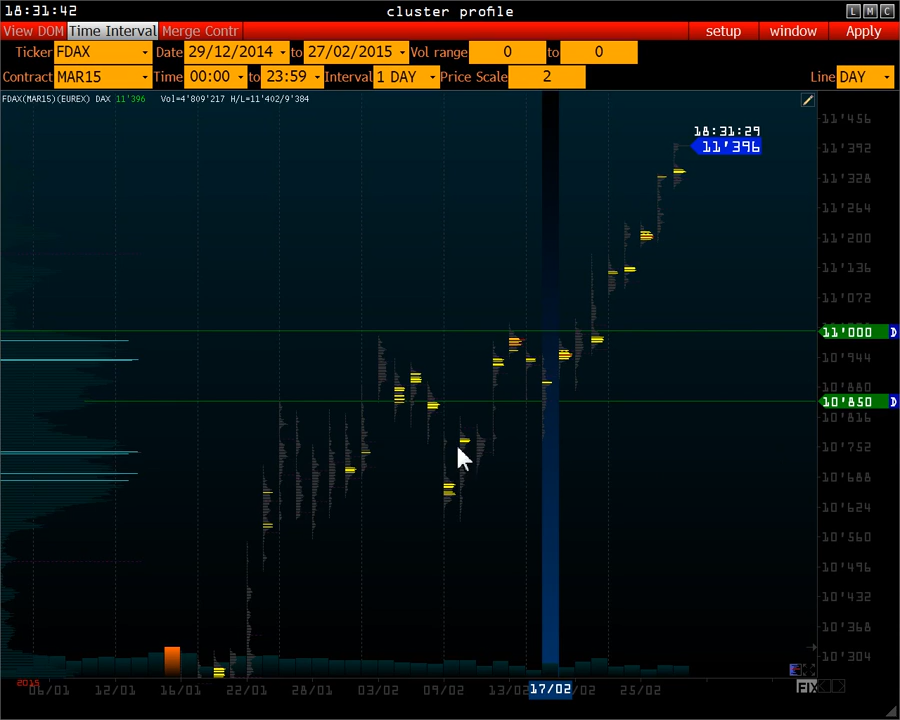 18:31:42 cluster profile L M C
View DOM Time Interval Merge Contr setup window Apply
Ticker FDAX Date 29/12/2014 to 27/02/2015 Vol range 0 to 0
Contract MAR15 Time 00:00 to 23:59 Interval 1 DAY Price Scale 2 Line DAY
FDAX(MAR15)(EUREX) DAX 11'396 Vol=4'809'217 H/L=11'402/9'384
11'456
18:31:29
11'396
11'392
11'328
11'264
11'200
11'136
11'072
11'000 D
10'944
10'880
10'850 D
10'816
10'752
10'688
10'624
10'560
10'496
10'432
10'368
10'304
2015
06/01 12/01 16/01 22/01 28/01 03/02 09/02 13/02 17/02 /02 25/02 FIX